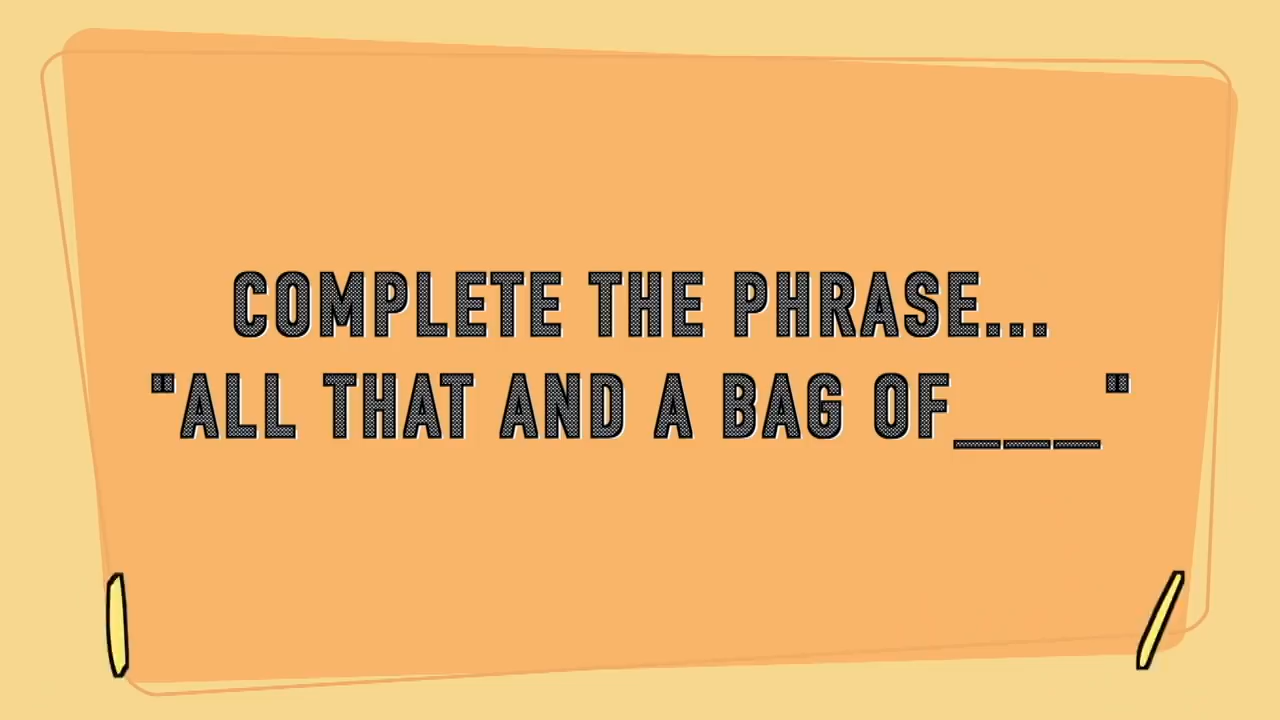 COMPLETE THE PHRASE...
"ALL THAT AND A BAG OF___"